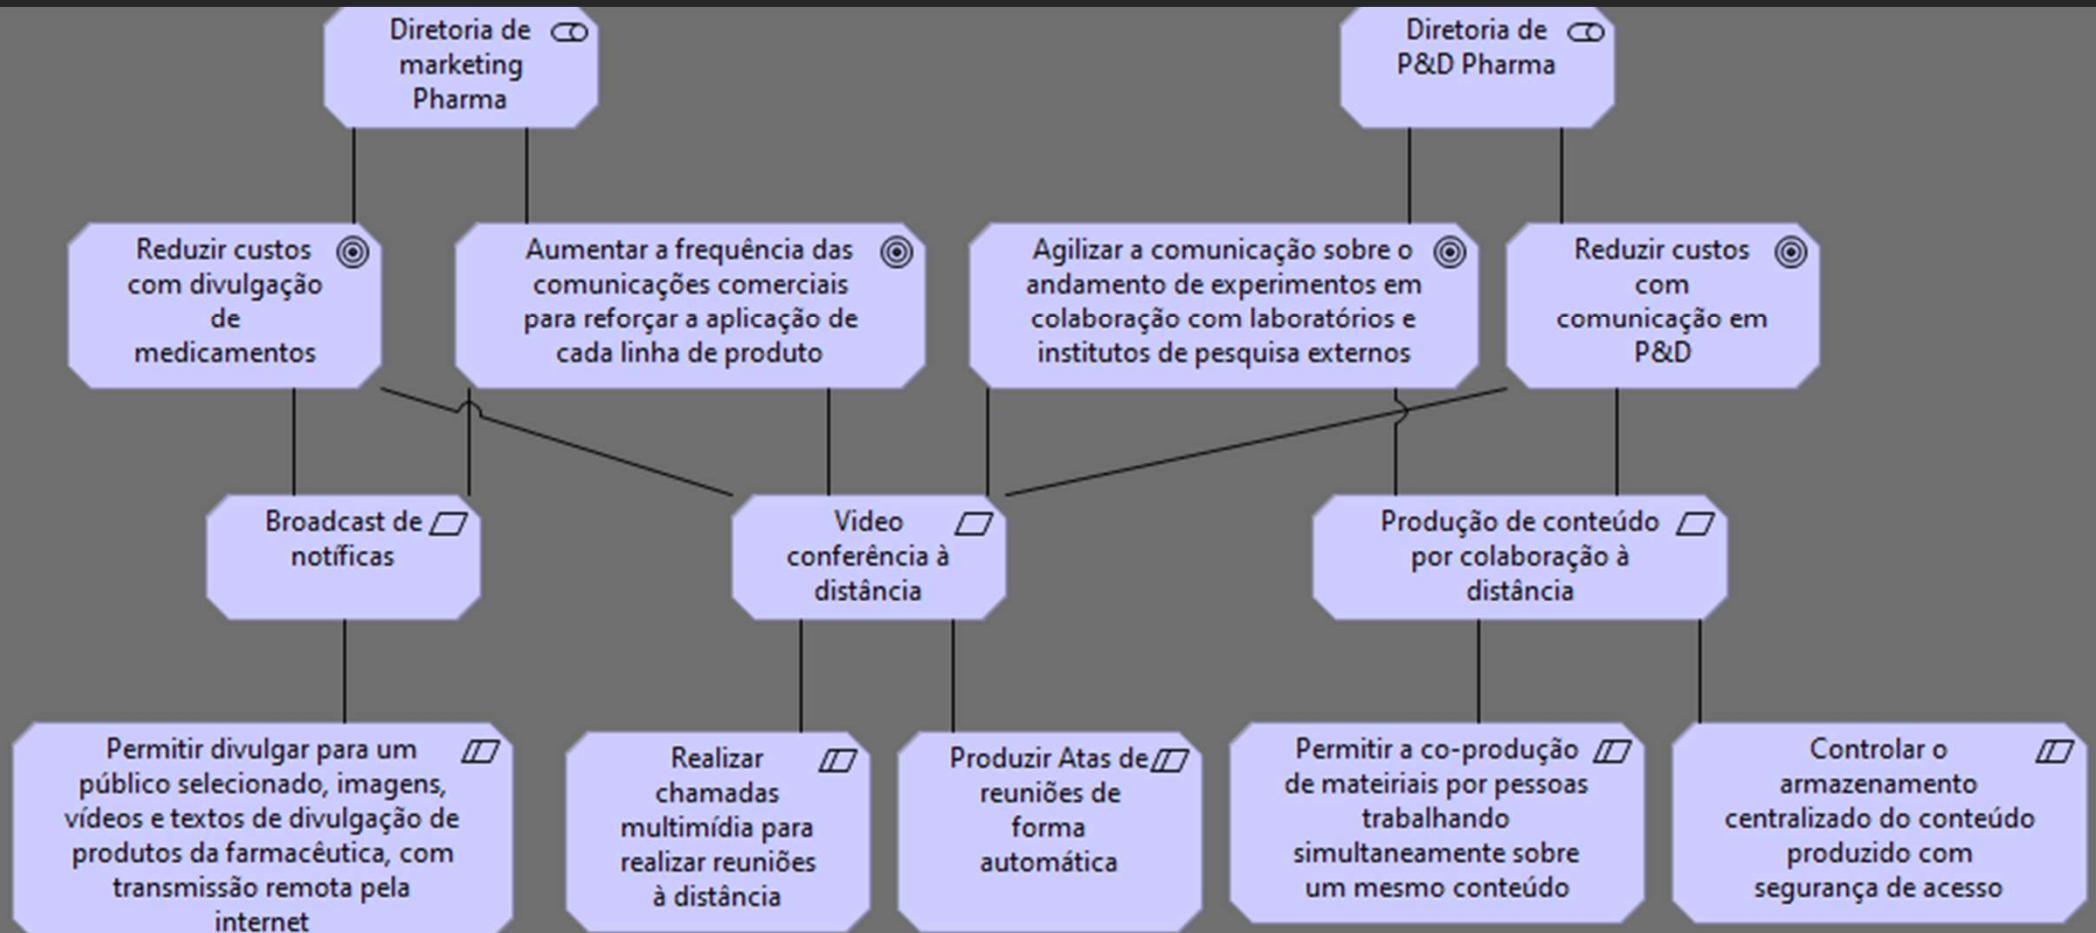 Diretoria de
marketing
Pharma
Diretoria de
P&D Pharma
Reduzir custos
com divulgação
de
medicamentos
Aumentar a frequência das
comunicações comerciais
para reforçar a aplicação de
cada linha de produto
Agilizar a comunicação sobre o
andamento de experimentos em
colaboração com laboratórios e
institutos de pesquisa externos
Reduzir custos
com
comunicação em
P&D
Broadcast de
notíficas
Video
conferência à
distância
Produção de conteúdo
por colaboração à
distância
Permitir divulgar para um
público selecionado, imagens,
vídeos e textos de divulgação de
produtos da farmacêutica, com
transmissão remota pela
internet
Realizar
chamadas
multimídia para
realizar reuniões
à distância
Produzir Atas de
reuniões de
forma
automática
Permitir a co-produção
de mateiriais por pessoas
trabalhando
simultaneamente sobre
um mesmo conteúdo
Controlar o
armazenamento
centralizado do conteúdo
produzido com
segurança de acesso